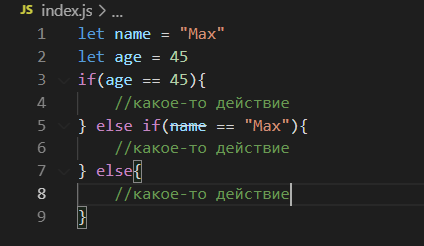 JS index.js > ...
1 let name = "Max"
2 let age = 45
3 if(age == 45){
4 //какое-то действие
5 } else if(name == "Max"){
6 //какое-то действие
7 } else{
8 //какое-то действие
9 }